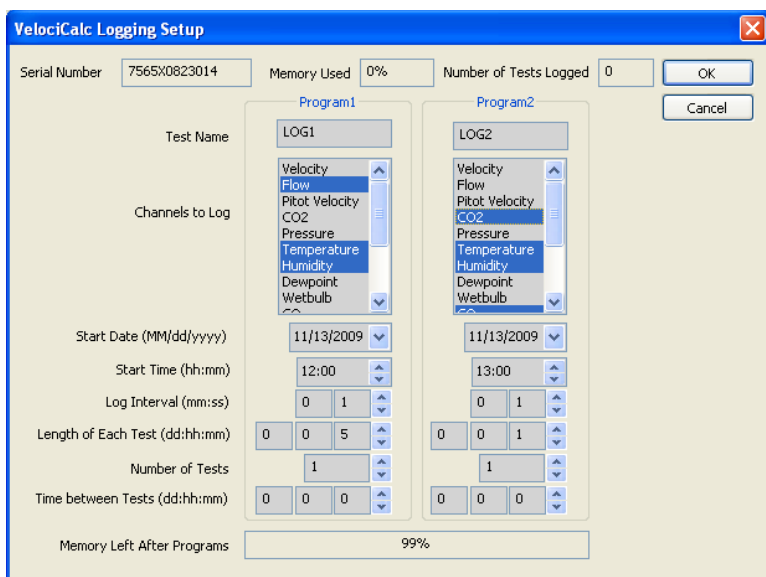 VelociCalc Logging Setup
Serial Number 7565X0823014 Memory Used 0% Number of Tests Logged 0 OK
Cancel
Program1 Program2
Test Name LOG1 LOG2
Channels to Log
Velocity
Flow
Pitot Velocity
CO2
Pressure
Temperature
Humidity
Dewpoint
Wetbulb
CO
Velocity
Flow
Pitot Velocity
CO2
Pressure
Temperature
Humidity
Dewpoint
Wetbulb
CO
Start Date (MM/dd/yyyy) 11/13/2009 11/13/2009
Start Time (hh:mm) 12:00 13:00
Log Interval (mm:ss) 0 1 0 1
Length of Each Test (dd:hh:mm) 0 0 5 0 0 1
Number of Tests 1 1
Time between Tests (dd:hh:mm) 0 0 0 0 0 0
Memory Left After Programs 99%